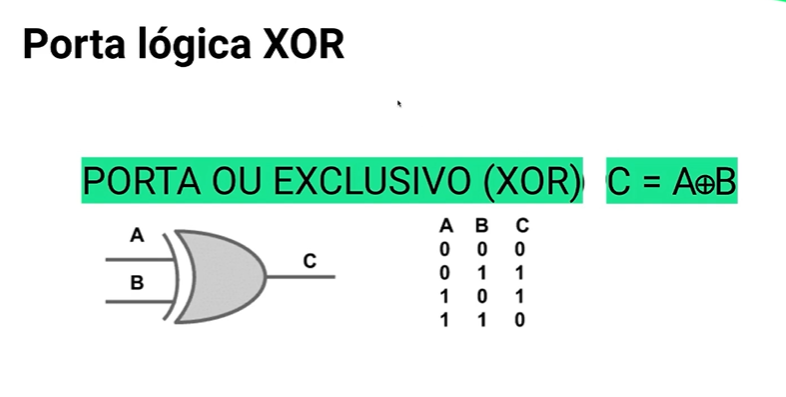 Porta lógica XOR
PORTA OU EXCLUSIVO (XOR) C = A⊕B
A
B
C
A B C
0 0 0
0 1 1
1 0 1
1 1 0